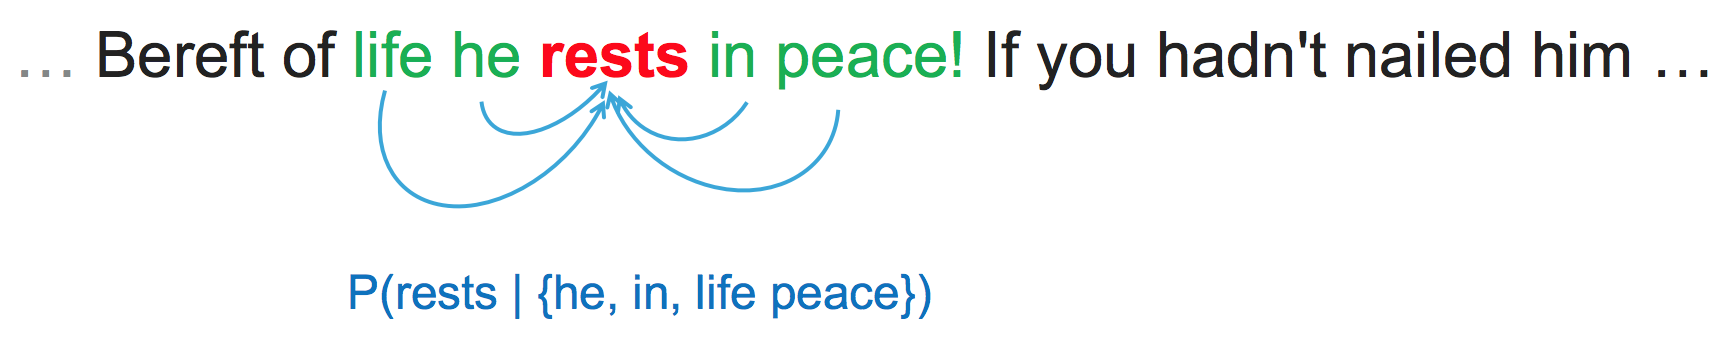 … Bereft of life he rests in peace! If you hadn't nailed him …
P(rests | {he, in, life peace})